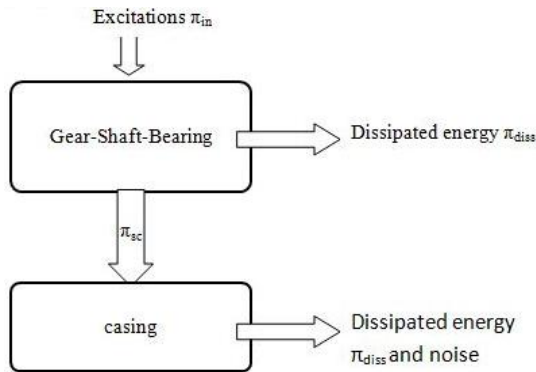 Excitations π_in
Gear-Shaft-Bearing
Dissipated energy π_diss
π_sc
casing
Dissipated energy
π_diss and noise